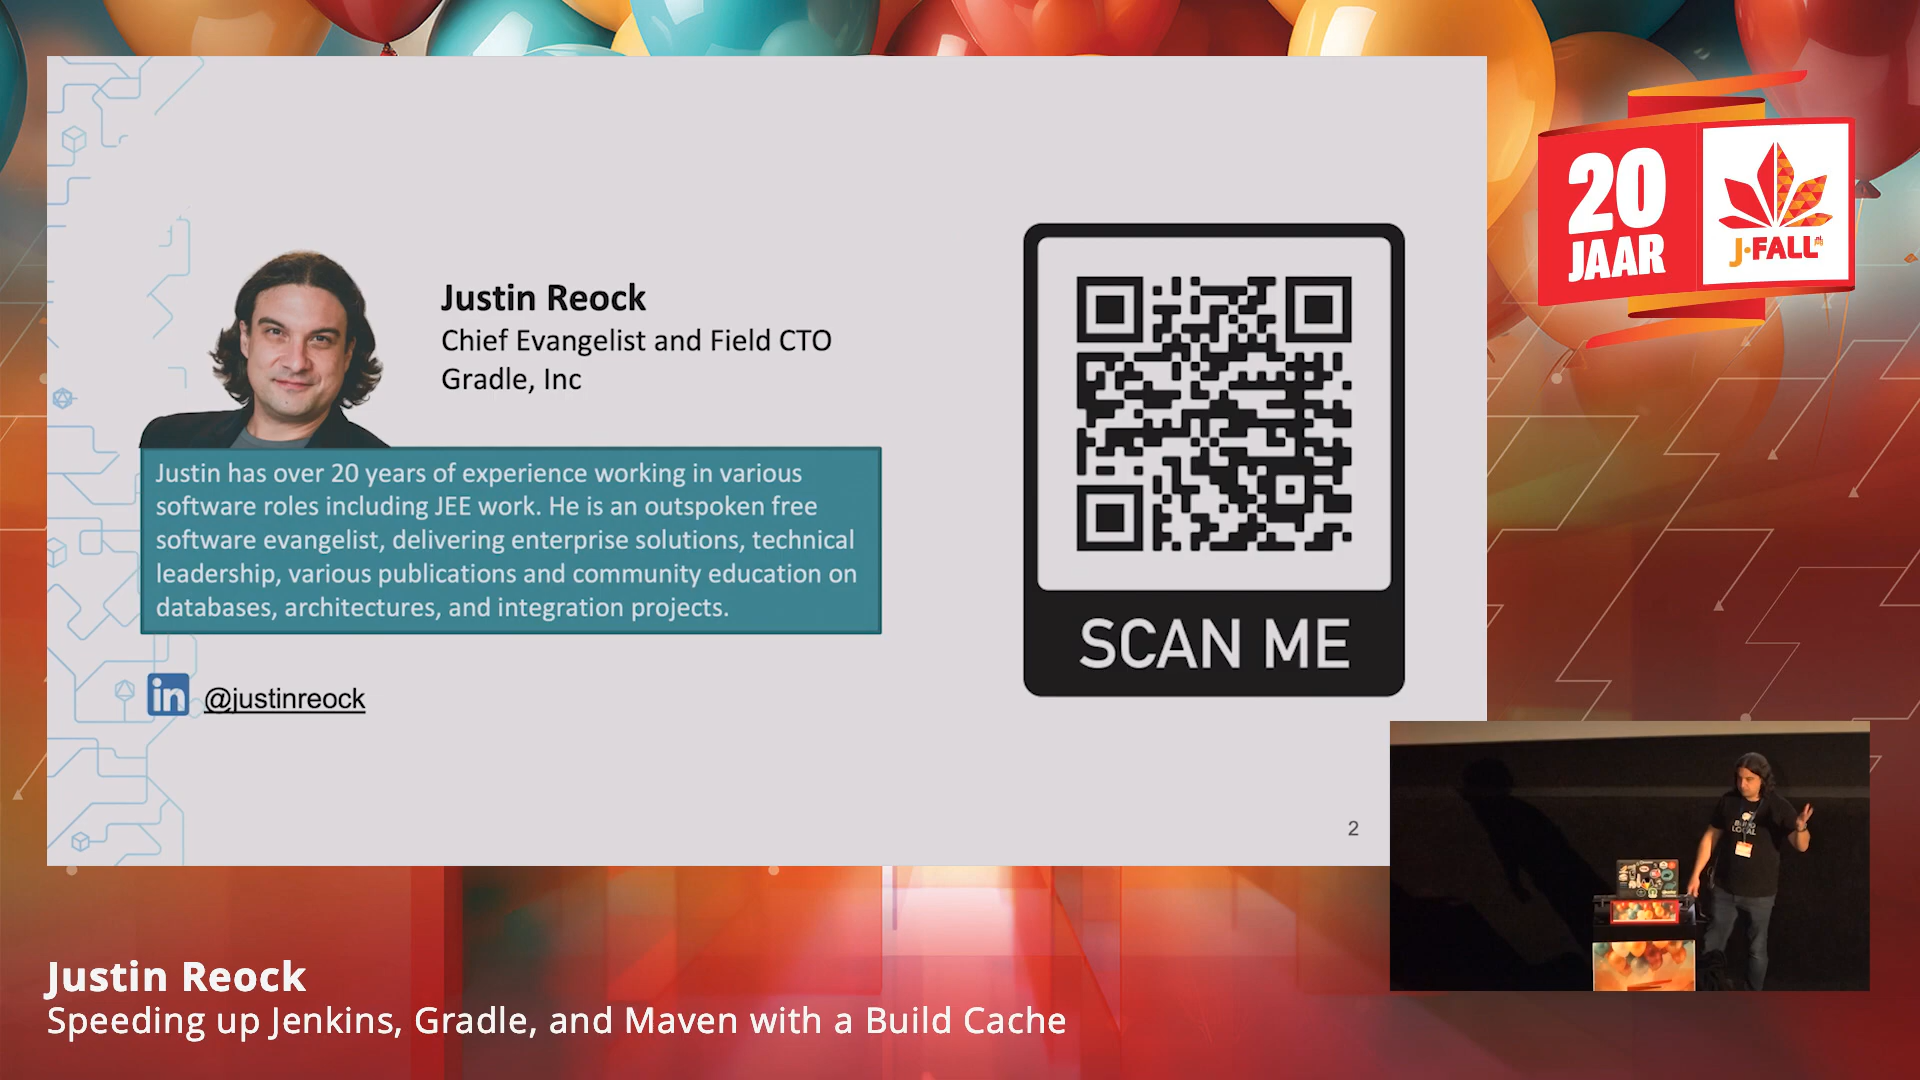 Justin Reock
Chief Evangelist and Field CTO
Gradle, Inc
Justin has over 20 years of experience working in various
software roles including JEE work. He is an outspoken free
software evangelist, delivering enterprise solutions, technical
leadership, various publications and community education on
databases, architectures, and integration projects.
in @justinreock
SCAN ME
2
20
JAAR
J-FALL
LOCAL
Justin Reock
Speeding up Jenkins, Gradle, and Maven with a Build Cache